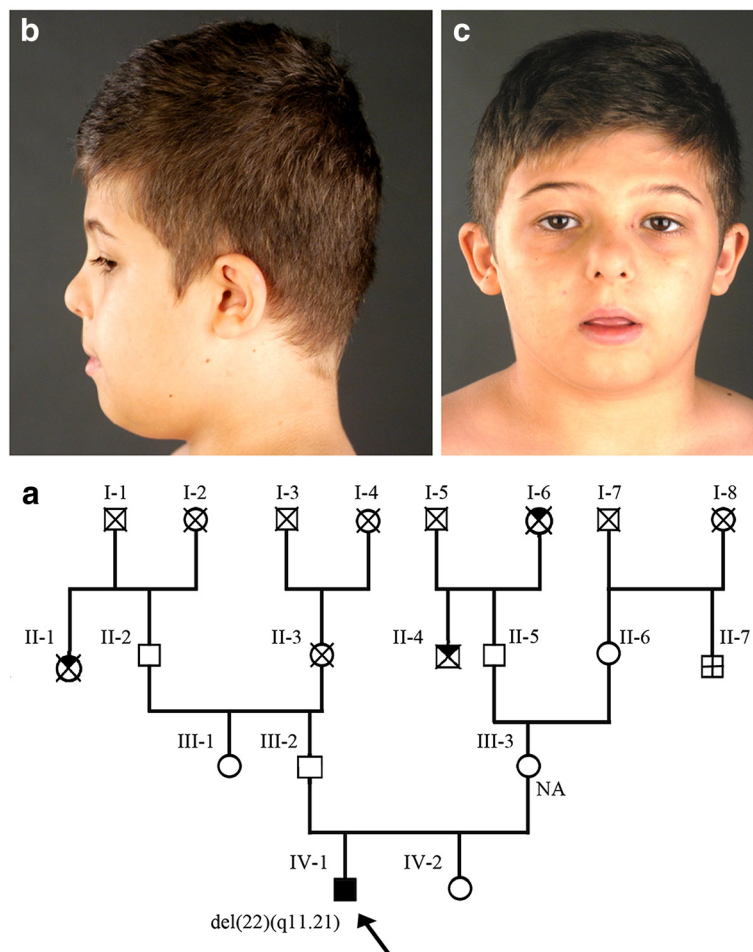 b
c
a
I-1
I-2
I-3
I-4
I-5
I-6
I-7
I-8
II-1
II-2
II-3
II-4
II-5
II-6
II-7
III-1
III-2
III-3
NA
IV-1
IV-2
del(22)(q11.21)